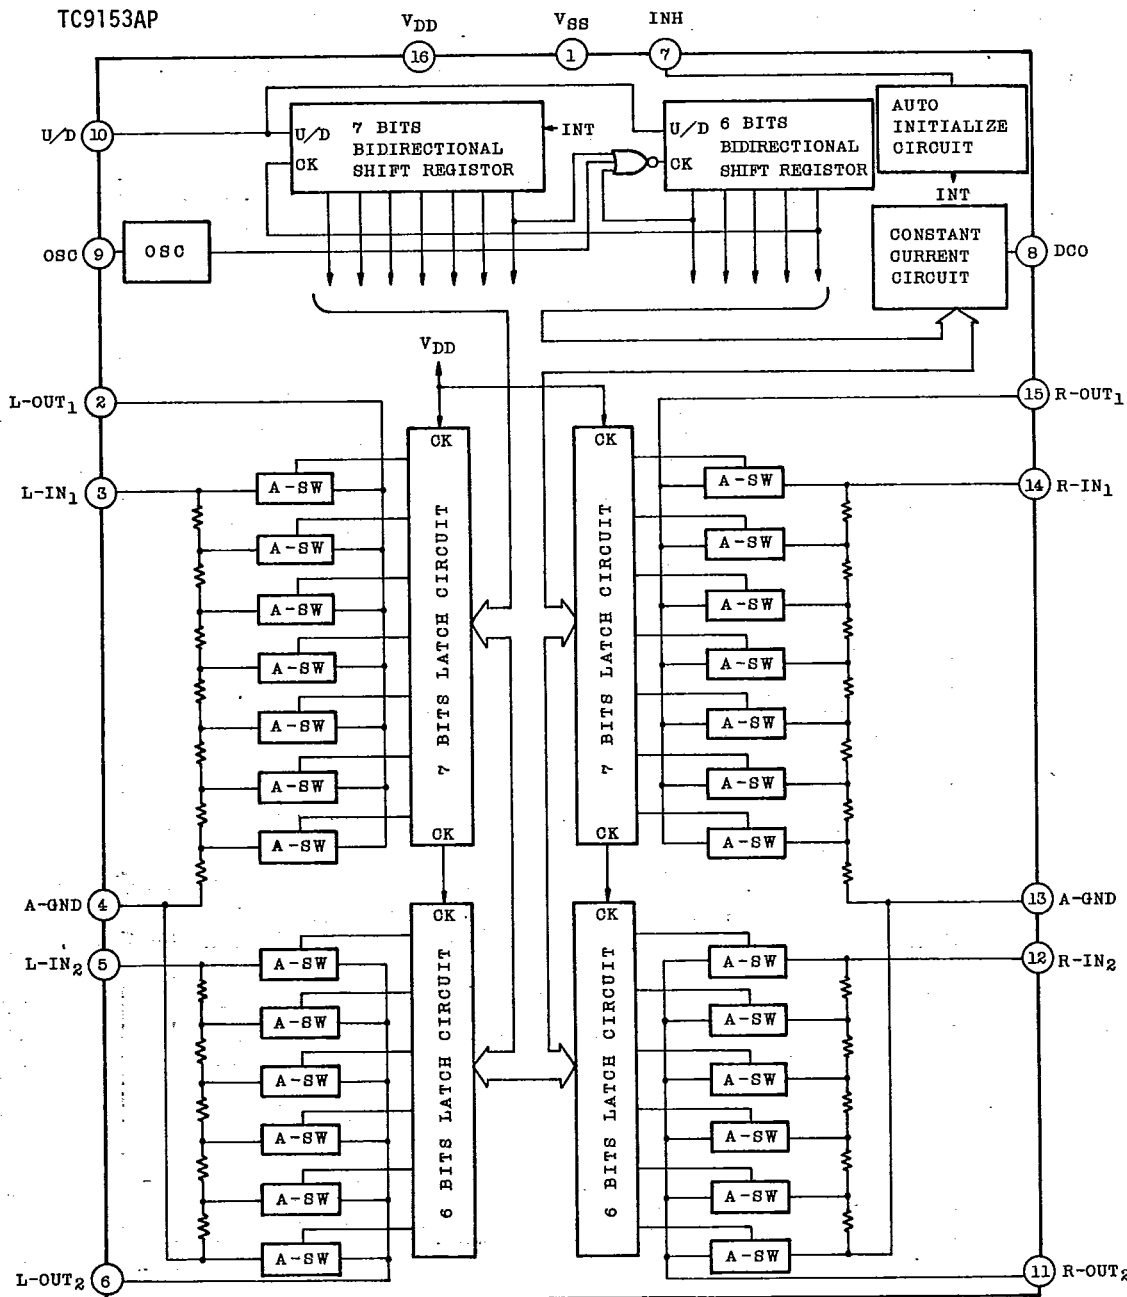 TC9153AP
VDD
VSS
INH
16
1
7
U/D 10
U/D
CK
7 BITS
BIDIRECTIONAL
SHIFT REGISTOR
INT
U/D
CK
6 BITS
BIDIRECTIONAL
SHIFT REGISTOR
AUTO
INITIALIZE
CIRCUIT
INT
OSC 9
OSC
CONSTANT
CURRENT
CIRCUIT
8 DCO
VDD
L-OUT1 2
15 R-OUT1
CK
CK
L-IN1 3
14 R-IN1
A-SW
A-SW
A-SW
A-SW
A-SW
A-SW
A-SW
7 BITS LATCH CIRCUIT
CK
7 BITS LATCH CIRCUIT
CK
A-SW
A-SW
A-SW
A-SW
A-SW
A-SW
A-SW
A-GND 4
13 A-GND
CK
CK
L-IN2 5
12 R-IN2
A-SW
A-SW
A-SW
A-SW
A-SW
A-SW
6 BITS LATCH CIRCUIT
6 BITS LATCH CIRCUIT
A-SW
A-SW
A-SW
A-SW
A-SW
A-SW
L-OUT2 6
11 R-OUT2